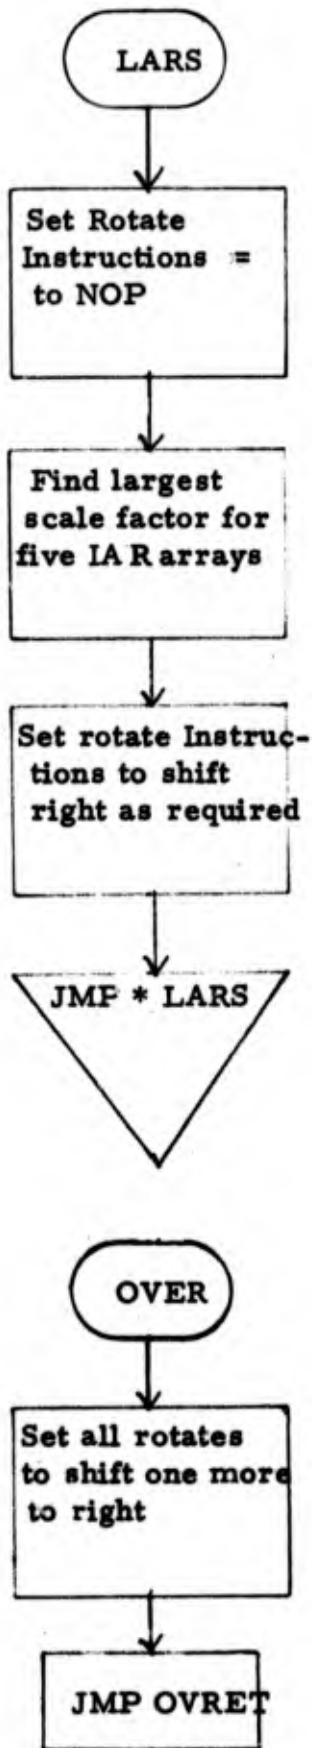 LARS
Set Rotate
Instructions =
to NOP
Find largest
scale factor for
five IAR arrays
Set rotate Instruc-
tions to shift
right as required
JMP * LARS
OVER
Set all rotates
to shift one more
to right
JMP OVRET